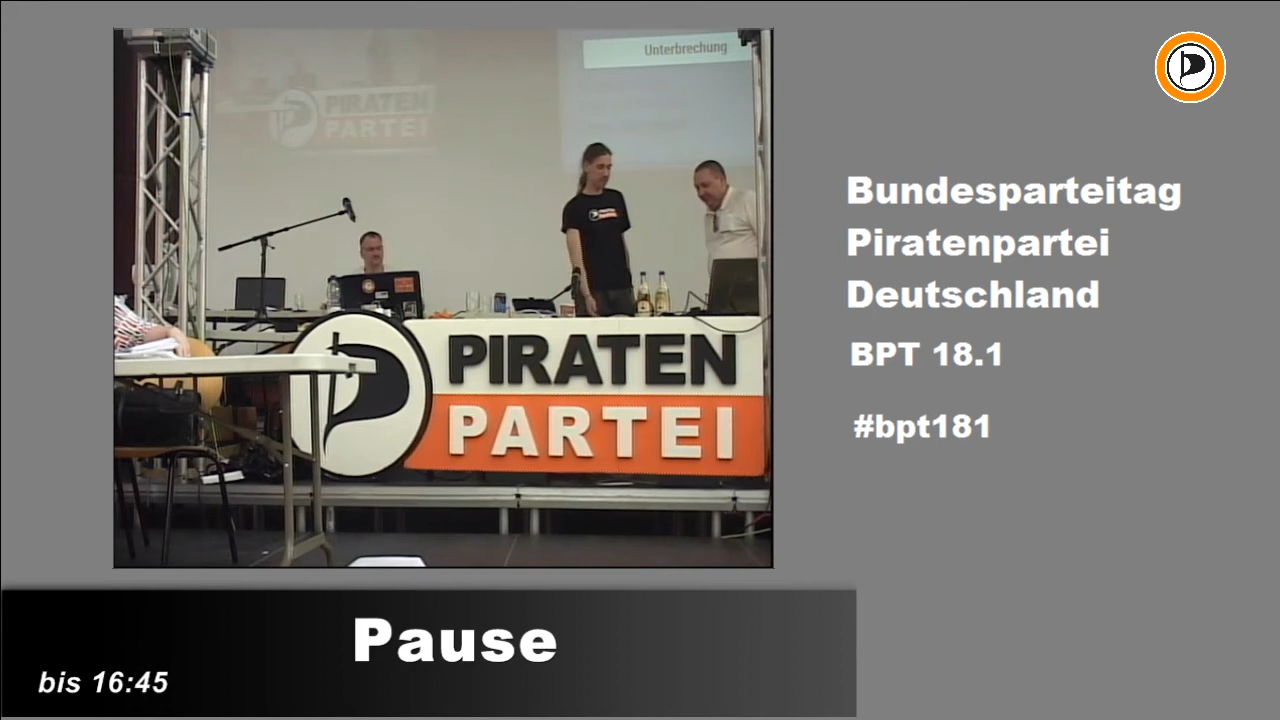 Unterbrechung
PIRATEN
PARTEI
PIRATEN
PARTEI
Bundesparteitag
Piratenpartei
Deutschland
BPT 18.1
#bpt181
Pause
bis 16:45